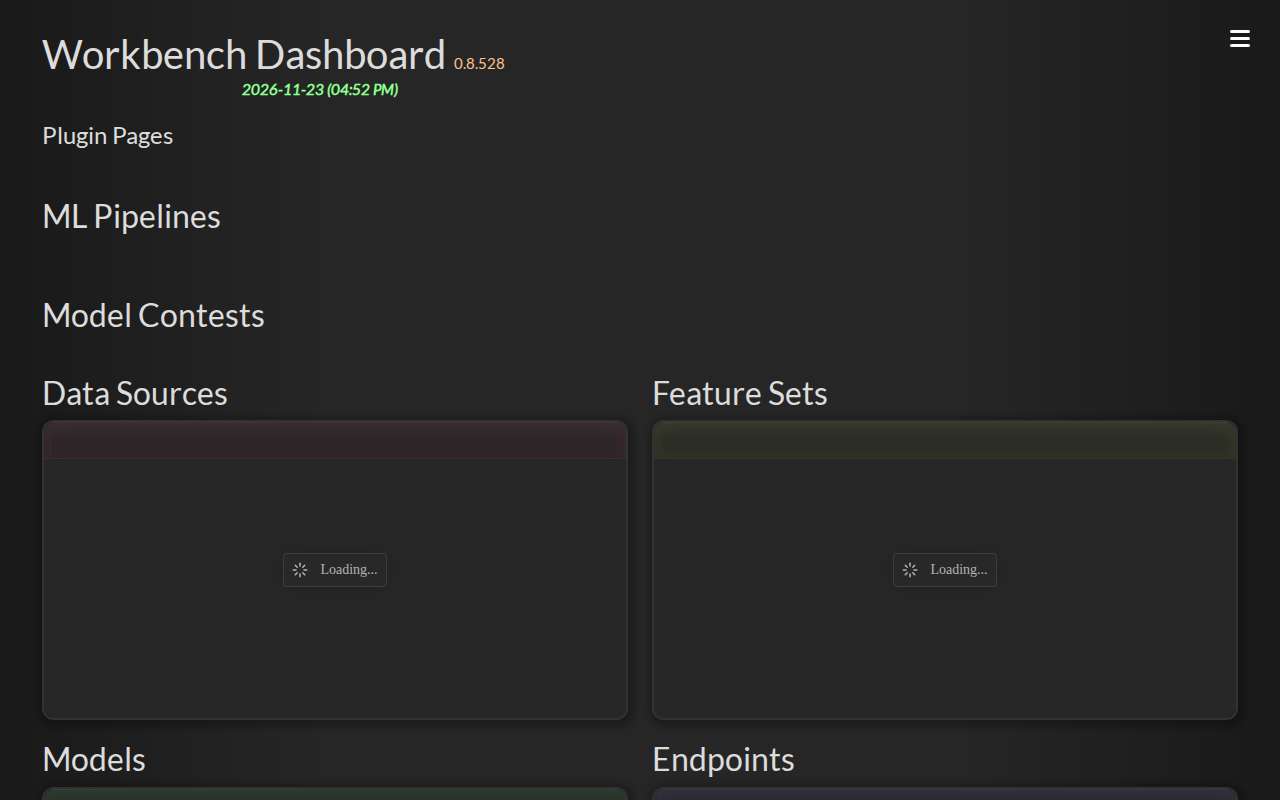 Workbench Dashboard 0.8.528
2026-11-23 (04:52 PM)
Plugin Pages
ML Pipelines
Model Contests
Data Sources
Feature Sets
Loading...
Loading...
Models
Endpoints